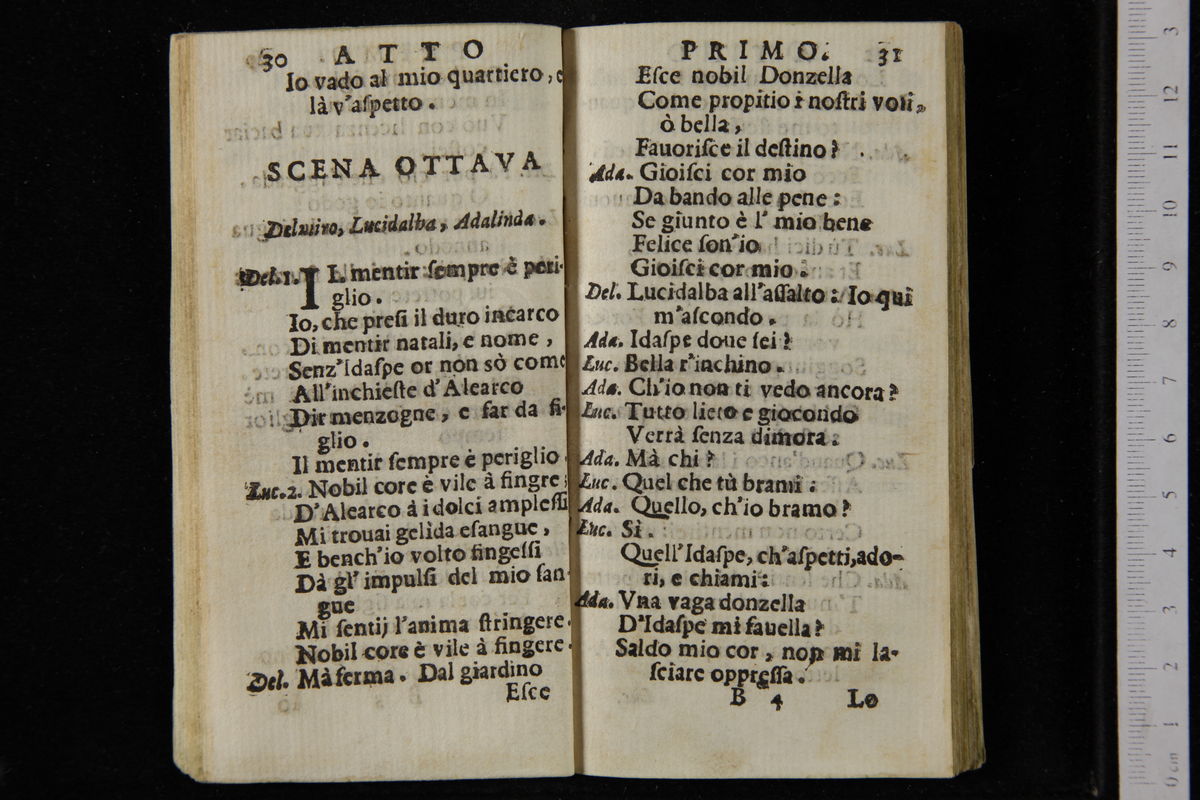 30 ATTO
Io vado al mio quartiero, e
là v'aſpetto.
SCENA OTTAVA
Delmiro, Lucidalba, Adalinda.
Del. 1. IL mentir ſempre è peri-
glio.
Io, che preſi il duro incarco
Di mentir natali, e nome,
Senz'Idaſpe or non sò come
All'inchieſte d'Alearco
Dir menzogne, e far da fi-
glio.
Il mentir ſempre è periglio.
Luc. 2. Nobil core è vile à fingere
D'Alearco à i dolci ampleſſi
Mi trouai gelida eſangue,
E bench'io volto fingeſſi
Dà gl' impulſi del mio ſan-
gue
Mi ſentij l'anima ſtringere.
Nobil core è vile à fingere.
Del. Mà ferma. Dal giardino
Eſce
PRIMO. 31
Eſce nobil Donzella
Come propitio i noſtri voti,
ò bella,
Fauoriſce il deſtino?
Ada. Gioiſci cor mio
Da bando alle pene:
Se giunto è l' mio bene
Felice ſon'io
Gioiſci cor mio.
Del. Lucidalba all'aſſalto: Io qui
m'aſcondo.
Ada. Idaſpe doue ſei?
Luc. Bella t'inchino.
Ada. Ch'io non ti vedo ancora?
Luc. Tutto lieto e giocondo
Verrà ſenza dimora.
Ada. Mà chi?
Luc. Quel che tù brami:
Ada. Quello, ch'io bramo?
Luc. Sì.
Quell'Idaſpe, ch'aſpetti, ado-
ri, e chiami:
Ada. Vna vaga donzella
D'Idaſpe mi fauella?
Saldo mio cor, non mi la-
ſciare oppreſſa.
B 4 Lo